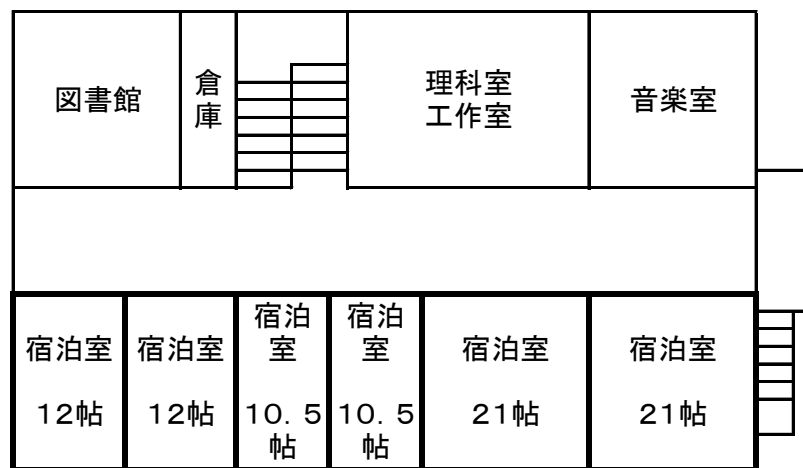 図書館
倉
庫
理科室
工作室
音楽室
宿泊室
12帖
宿泊室
12帖
宿泊
室
10．5
帖
宿泊
室
10．5
帖
宿泊室
21帖
宿泊室
21帖